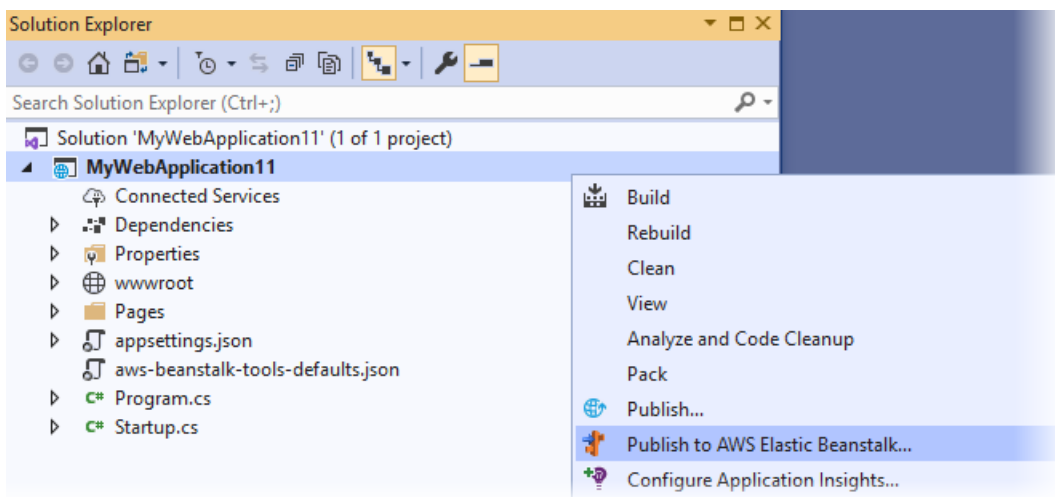 Solution Explorer
Search Solution Explorer (Ctrl+;)
Solution 'MyWebApplication11' (1 of 1 project)
MyWebApplication11
Connected Services
Dependencies
Properties
wwwroot
Pages
appsettings.json
aws-beanstalk-tools-defaults.json
C# Program.cs
C# Startup.cs
Build
Rebuild
Clean
View
Analyze and Code Cleanup
Pack
Publish...
Publish to AWS Elastic Beanstalk...
Configure Application Insights...